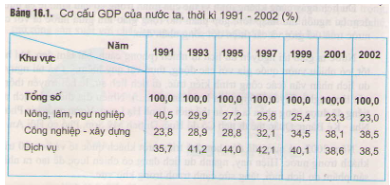 Bảng 16.1. Cơ cấu GDP của nước ta, thời kì 1991 - 2002 (%)
Năm
Khu vực 1991 1993 1995 1997 1999 2001 2002
Tổng số 100,0 100,0 100,0 100,0 100,0 100,0 100,0
Nông, lâm, ngư nghiệp 40,5 29,9 27,2 25,8 25,4 23,3 23,0
Công nghiệp - xây dựng 23,8 28,9 28,8 32,1 34,5 38,1 38,5
Dịch vụ 35,7 41,2 44,0 42,1 40,1 38,6 38,5